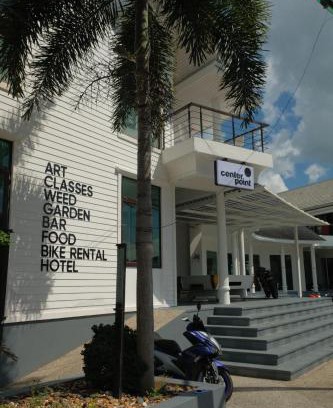 ART
CLASSES
WEED
GARDEN
BAR
FOOD
BIKE RENTAL
HOTEL
center
point